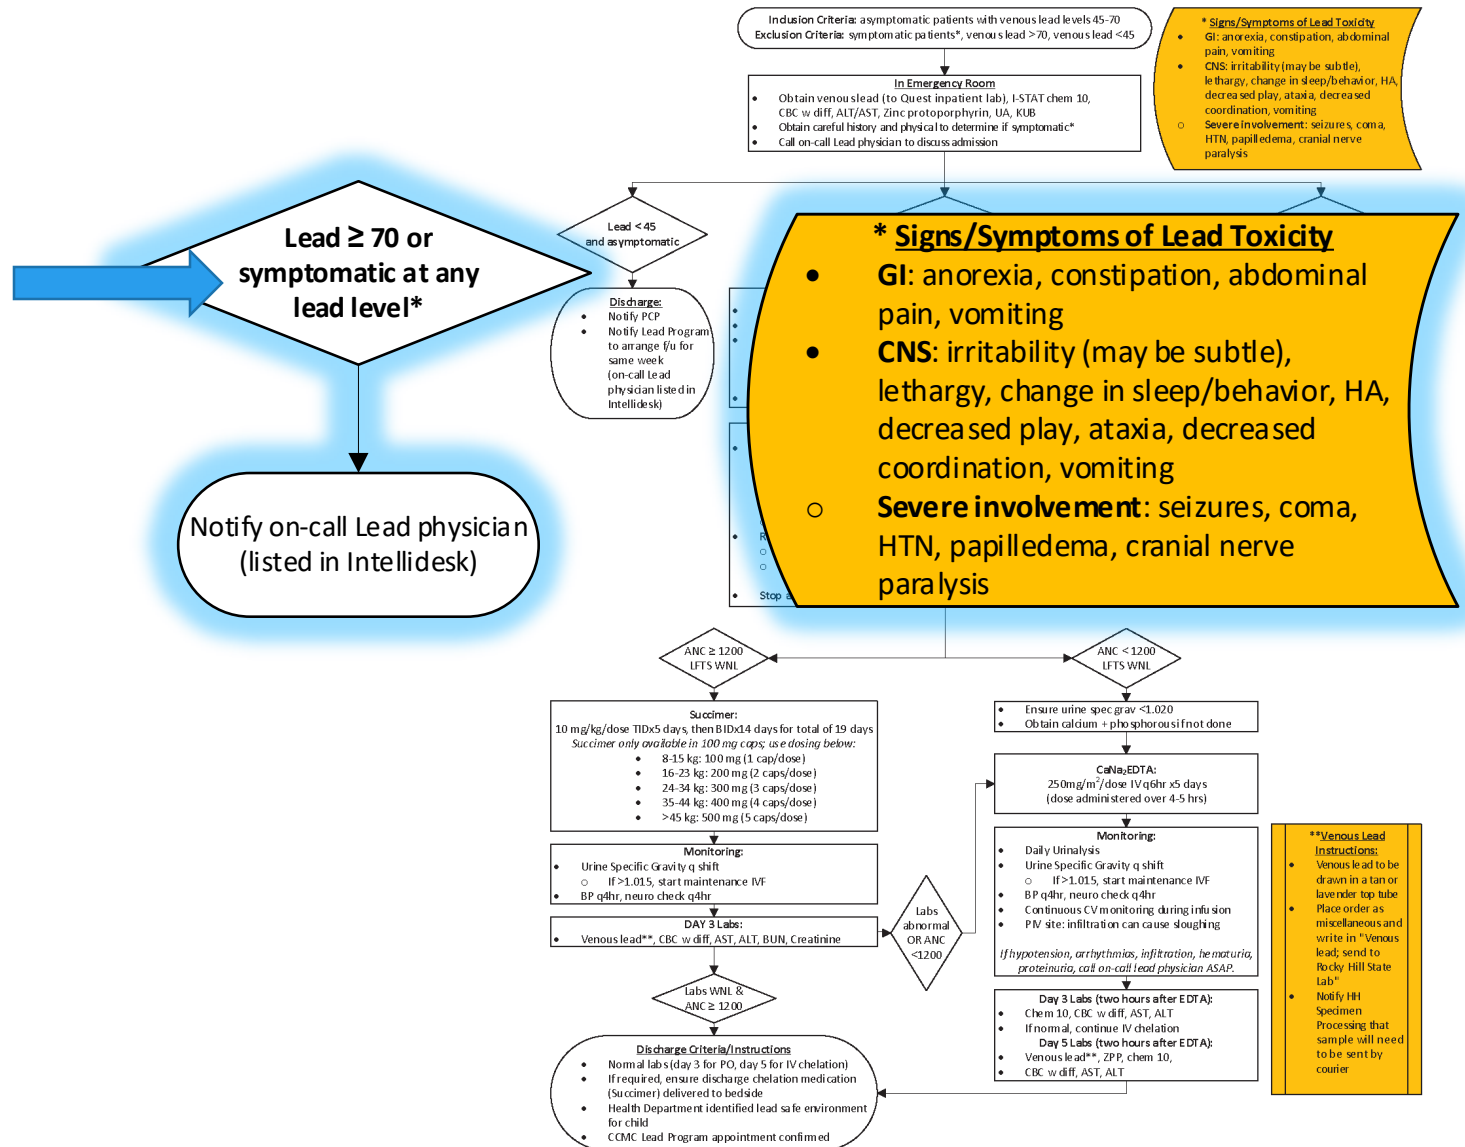 Inclusion Criteria: asymptomatic patients with venous lead levels 45-70
Exclusion Criteria: symptomatic patients*, venous lead >70, venous lead <45
* Signs/Symptoms of Lead Toxicity
• GI: anorexia, constipation, abdominal
pain, vomiting
• CNS: irritability (may be subtle),
lethargy, change in sleep/behavior, HA,
decreased play, ataxia, decreased
coordination, vomiting
○ Severe involvement: seizures, coma,
HTN, papilledema, cranial nerve
paralysis
In Emergency Room
• Obtain venous lead (to Quest inpatient lab), I-STAT chem 10,
CBC w diff, ALT/AST, Zinc protoporphyrin, UA, KUB
• Obtain careful history and physical to determine if symptomatic*
• Call on-call Lead physician to discuss admission
Lead ≥ 70 or
symptomatic at any
lead level*
Notify on-call Lead physician
(listed in Intellidesk)
Lead < 45
and asymptomatic
Discharge:
• Notify PCP
• Notify Lead Program
to arrange f/u for
same week
(on-call Lead
physician listed in
Intellidesk)
* Signs/Symptoms of Lead Toxicity
• GI: anorexia, constipation, abdominal
pain, vomiting
• CNS: irritability (may be subtle),
lethargy, change in sleep/behavior, HA,
decreased play, ataxia, decreased
coordination, vomiting
○ Severe involvement: seizures, coma,
HTN, papilledema, cranial nerve
paralysis
• Stop
ANC ≥ 1200
LFTS WNL
ANC < 1200
LFTS WNL
Succimer:
10 mg/kg/dose TIDx5 days, then BIDx14 days for total of 19 days
Succimer only available in 100 mg caps; use dosing below:
• 8-15 kg: 100 mg (1 cap/dose)
• 16-23 kg: 200 mg (2 caps/dose)
• 24-34 kg: 300 mg (3 caps/dose)
• 35-44 kg: 400 mg (4 caps/dose)
• >45 kg: 500 mg (5 caps/dose)
Monitoring:
• Urine Specific Gravity q shift
○ If >1.015, start maintenance IVF
• BP q4hr, neuro check q4hr
DAY 3 Labs:
• Venous lead**, CBC w diff, AST, ALT, BUN, Creatinine
Labs
abnormal
OR ANC
<1200
Labs WNL &
ANC ≥ 1200
• Ensure urine spec grav <1.020
• Obtain calcium + phosphorous if not done
CaNa₂EDTA:
250mg/m²/dose IV q6hr x5 days
(dose administered over 4-5 hrs)
Monitoring:
• Daily Urinalysis
• Urine Specific Gravity q shift
○ If >1.015, start maintenance IVF
• BP q4hr, neuro check q4hr
• Continuous CV monitoring during infusion
• PIV site: infiltration can cause sloughing
If hypotension, arrhythmias, infiltration, hematuria,
proteinuria, call on-call lead physician ASAP.
Day 3 Labs (two hours after EDTA):
• Chem 10, CBC w diff, AST, ALT
• If normal, continue IV chelation
Day 5 Labs (two hours after EDTA):
• Venous lead**, ZPP, chem 10,
• CBC w diff, AST, ALT
**Venous Lead
Instructions:
• Venous lead to be
drawn in a tan or
lavender top tube
• Place order as
miscellaneous and
write in "Venous
lead; send to
Rocky Hill State
Lab"
• Notify HH
Specimen
Processing that
sample will need
to be sent by
courier
Discharge Criteria/Instructions
• Normal labs (day 3 for PO, day 5 for IV chelation)
• If required, ensure discharge chelation medication
(Succimer) delivered to bedside
• Health Department identified lead safe environment
for child
• CCMC Lead Program appointment confirmed